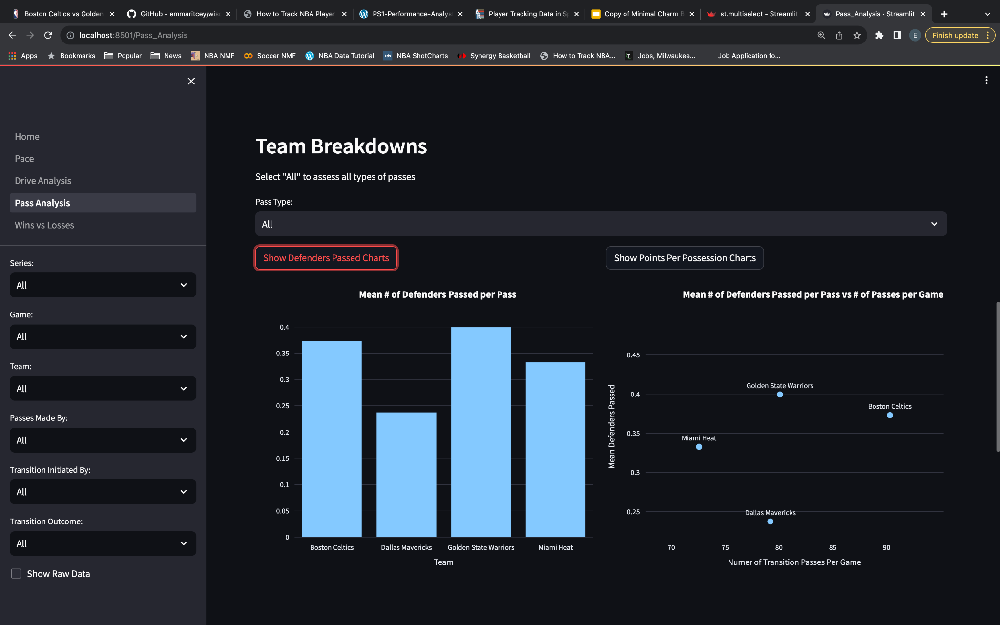 Boston Celtics vs Golden
GitHub - emmaritcey/wisc
How to Track NBA Player
PS1-Performance-Analyst
Player Tracking Data in Sp
Copy of Minimal Charm B
st.multiselect - Streamlit
Pass_Analysis · Streamlit
localhost:8501/Pass_Analysis
E
Finish update
Apps
Bookmarks
Popular
News
NBA NMF
Soccer NMF
NBA Data Tutorial
tds
NBA ShotCharts
Synergy Basketball
How to Track NBA...
T
Jobs, Milwaukee...
Job Application fo...
Home
Pace
Drive Analysis
Pass Analysis
Wins vs Losses
Series:
All
Game:
All
Team:
All
Passes Made By:
All
Transition Initiated By:
All
Transition Outcome:
All
Show Raw Data
Team Breakdowns
Select "All" to assess all types of passes
Pass Type:
All
Show Defenders Passed Charts
Show Points Per Possession Charts
Mean # of Defenders Passed per Pass
0.4
0.35
0.3
0.25
0.2
0.15
0.1
0.05
0
Boston Celtics
Dallas Mavericks
Golden State Warriors
Miami Heat
Team
Mean # of Defenders Passed per Pass vs # of Passes per Game
Mean Defenders Passed
0.45
0.4
0.35
0.3
0.25
Golden State Warriors
Boston Celtics
Miami Heat
Dallas Mavericks
70
75
80
85
90
Numer of Transition Passes Per Game